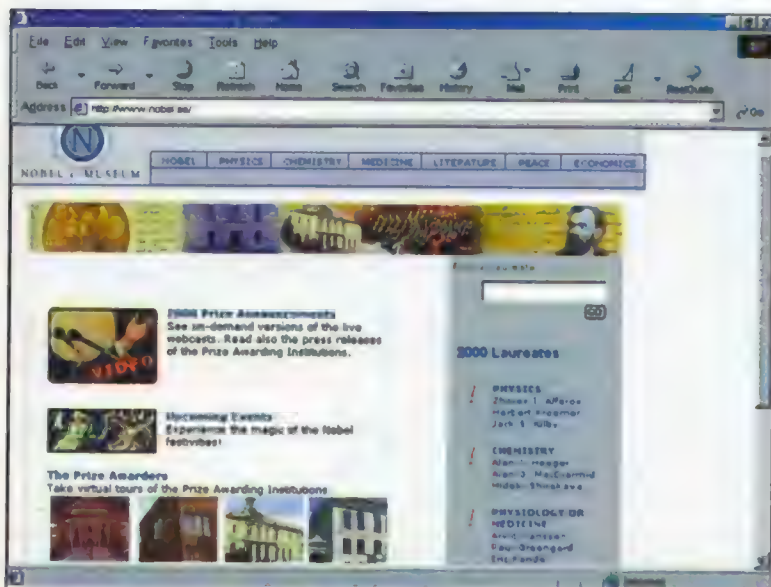 File Edit View Favorites Tools Help
Back Forward Stop Refresh Home Search Favorites History Mail Print Edit RealGuide
Address http://www.nobel.se/ Go
N
NOBEL e-MUSEUM
NOBEL PHYSICS CHEMISTRY MEDICINE LITERATURE PEACE ECONOMICS
VIDEO
2000 Prize Announcements
See on-demand versions of the live
webcasts. Read also the press releases
of the Prize Awarding Institutions.
Upcoming Events
Experience the magic of the Nobel
festivities!
The Prize Awarders
Take virtual tours of the Prize Awarding Institutions
GO
2000 Laureates
PHYSICS
Zhores I. Alferov
Herbert Kroemer
Jack S. Kilby
CHEMISTRY
Alan J. Heeger
Alan G. MacDiarmid
Hideki Shirakawa
PHYSIOLOGY OR
MEDICINE
Arvid Carlsson
Paul Greengard
Eric Kandel